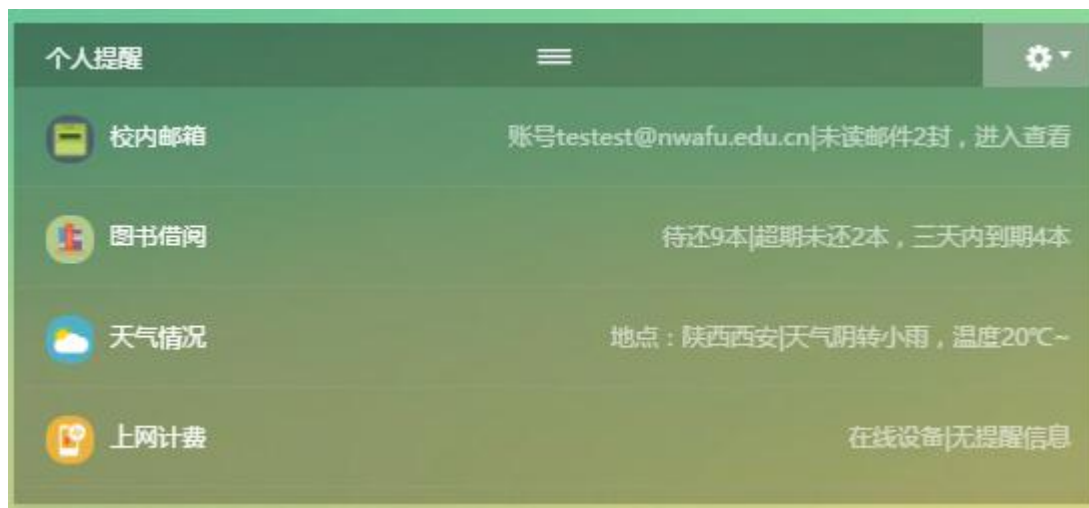 个人提醒
校内邮箱 账号testest@nwafu.edu.cn|未读邮件2封，进入查看
图书借阅 待还9本|超期未还2本，三天内到期4本
天气情况 地点：陕西西安|天气阴转小雨，温度20℃~
上网计费 在线设备|无提醒信息